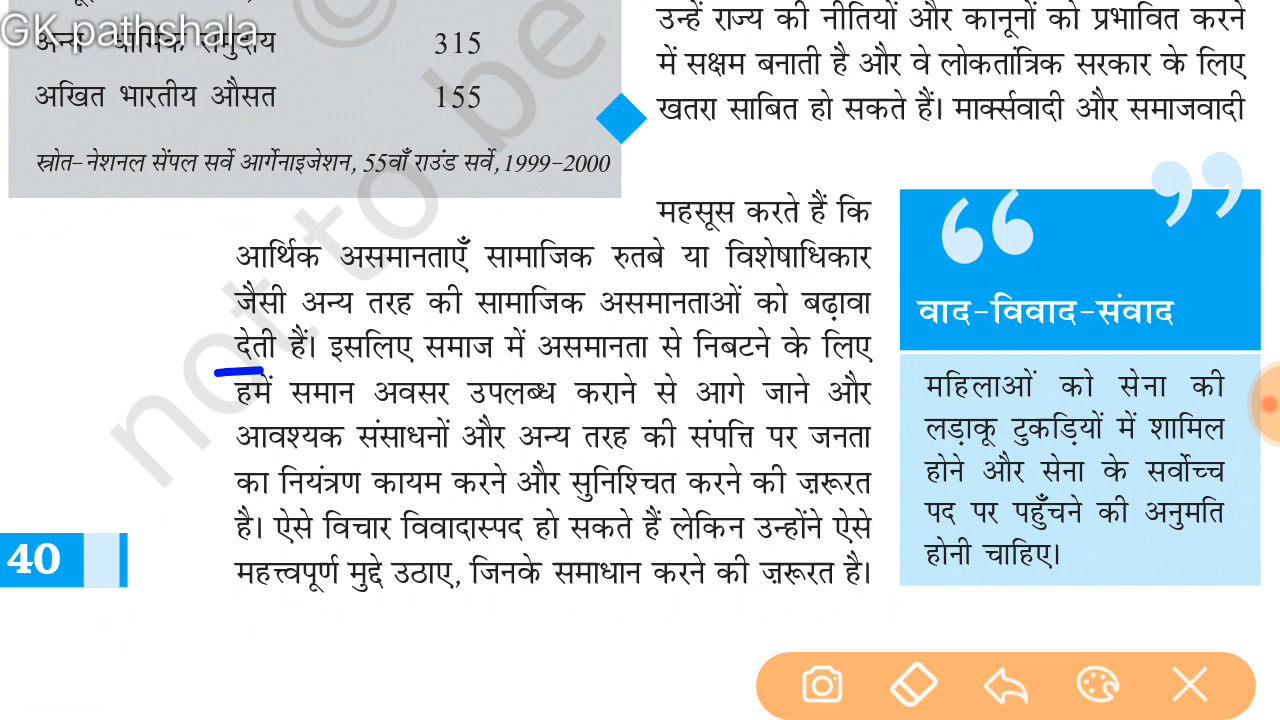 GK pathshala
अन्य धार्मिक समुदाय 315
अखित भारतीय औसत 155
स्रोत-नेशनल सेंपल सर्वे आर्गेनाइजेशन, 55वाँ राउंड सर्वे, 1999-2000
उन्हें राज्य की नीतियों और कानूनों को प्रभावित करने
में सक्षम बनाती है और वे लोकतांत्रिक सरकार के लिए
खतरा साबित हो सकते हैं। मार्क्सवादी और समाजवादी
महसूस करते हैं कि
आर्थिक असमानताएँ सामाजिक रुतबे या विशेषाधिकार
जैसी अन्य तरह की सामाजिक असमानताओं को बढ़ावा
देती हैं। इसलिए समाज में असमानता से निबटने के लिए
हमें समान अवसर उपलब्ध कराने से आगे जाने और
आवश्यक संसाधनों और अन्य तरह की संपत्ति पर जनता
का नियंत्रण कायम करने और सुनिश्चित करने की ज़रूरत
है। ऐसे विचार विवादास्पद हो सकते हैं लेकिन उन्होंने ऐसे
महत्त्वपूर्ण मुद्दे उठाए, जिनके समाधान करने की ज़रूरत है।
वाद-विवाद-संवाद
महिलाओं को सेना की
लड़ाकू टुकड़ियों में शामिल
होने और सेना के सर्वोच्च
पद पर पहुँचने की अनुमति
होनी चाहिए।
40
© not to be